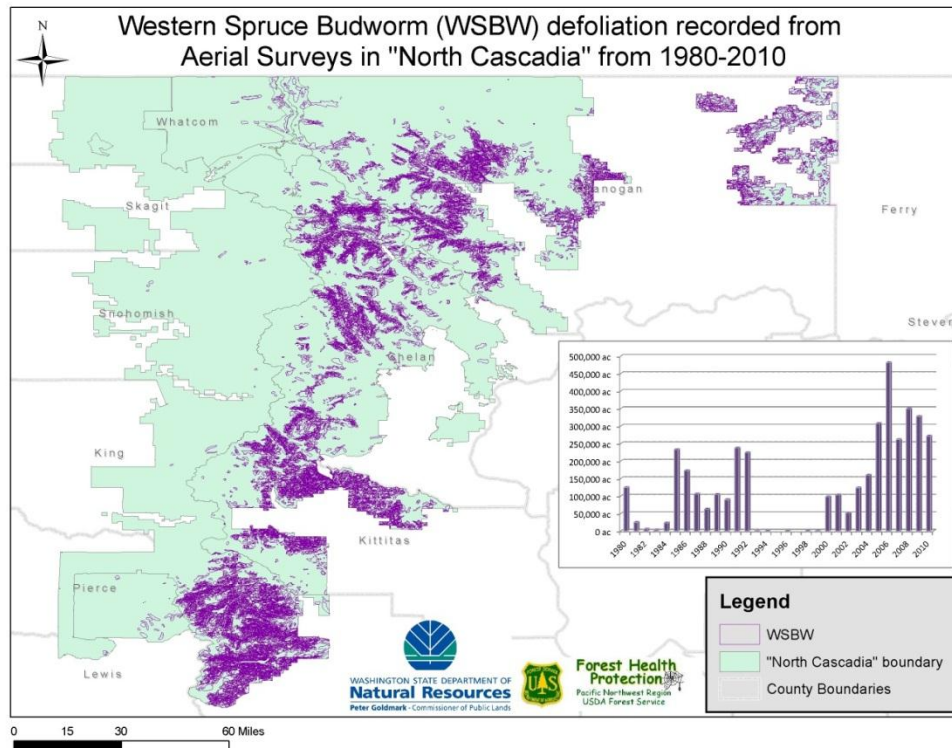 Western Spruce Budworm (WSBW) defoliation recorded from
Aerial Surveys in "North Cascadia" from 1980-2010
N
Whatcom
Skagit
anogan
Ferry
Snohomish
Steven
Chelan
King
Kittitas
Pierce
Lewis
500,000 ac
450,000 ac
400,000 ac
350,000 ac
300,000 ac
250,000 ac
200,000 ac
150,000 ac
100,000 ac
50,000 ac
0 ac
1980
1982
1984
1986
1988
1990
1992
1994
1996
1998
2000
2002
2004
2006
2008
2010
Legend
WSBW
"North Cascadia" boundary
County Boundaries
WASHINGTON STATE DEPARTMENT OF
Natural Resources
Peter Goldmark - Commissioner of Public Lands
UAS
Forest Health
Protection
Pacific Northwest Region
USDA Forest Service
0 15 30 60 Miles